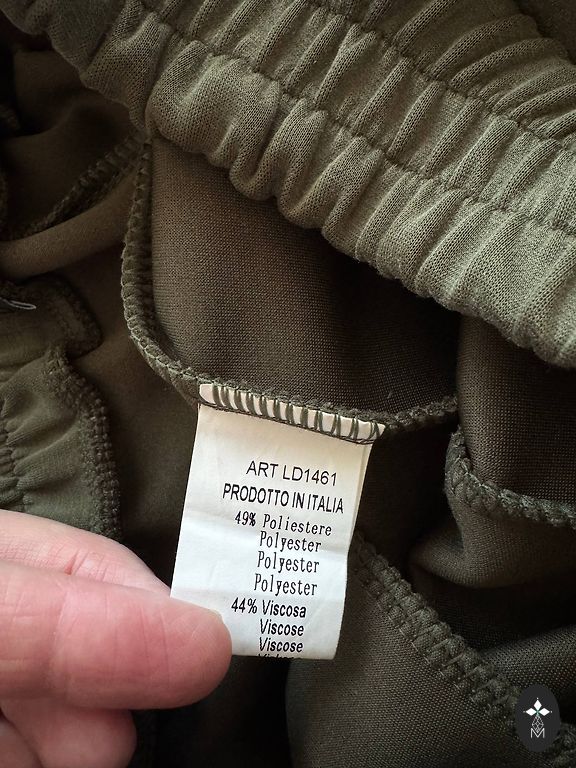 ART LD1461
PRODOTTO IN ITALIA
49% Poliestere
Polyester
Polyester
Polyester
44% Viscosa
Viscose
Viscose
M